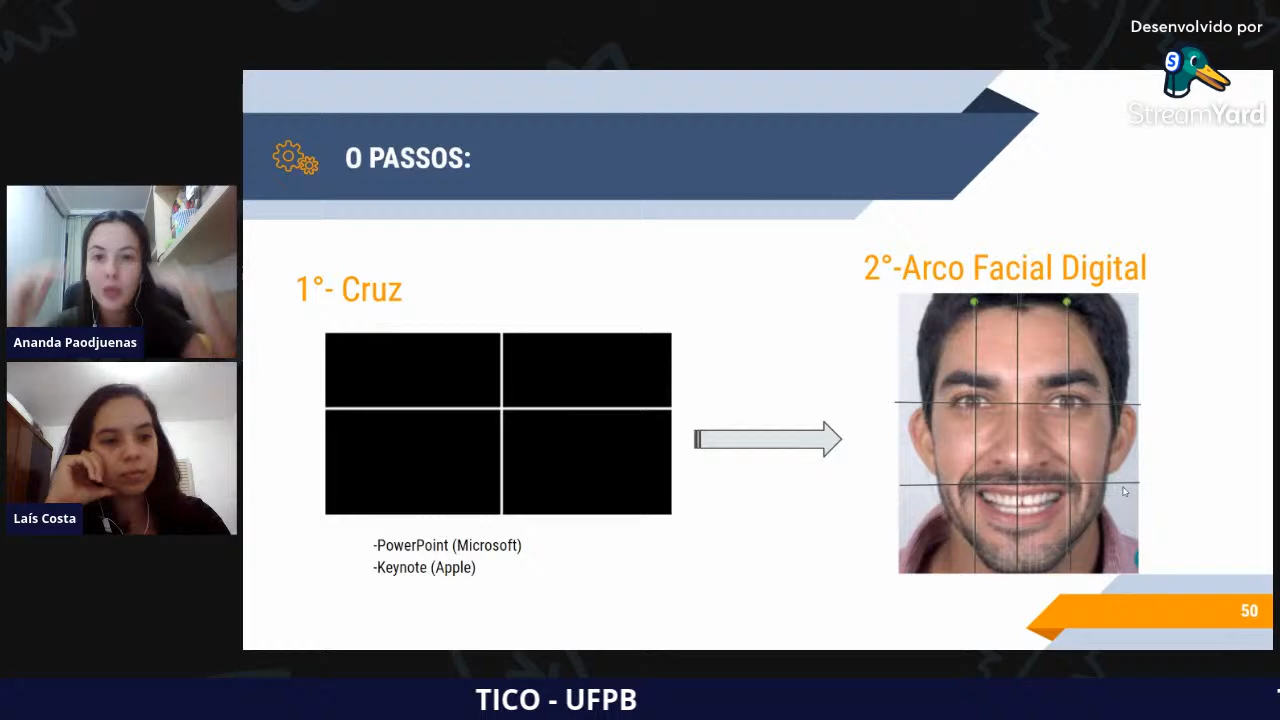 Desenvolvido por
StreamYard
O PASSOS:
1°- Cruz
2°-Arco Facial Digital
Ananda Paodjuenas
Laís Costa
-PowerPoint (Microsoft)
-Keynote (Apple)
50
TICO - UFPB